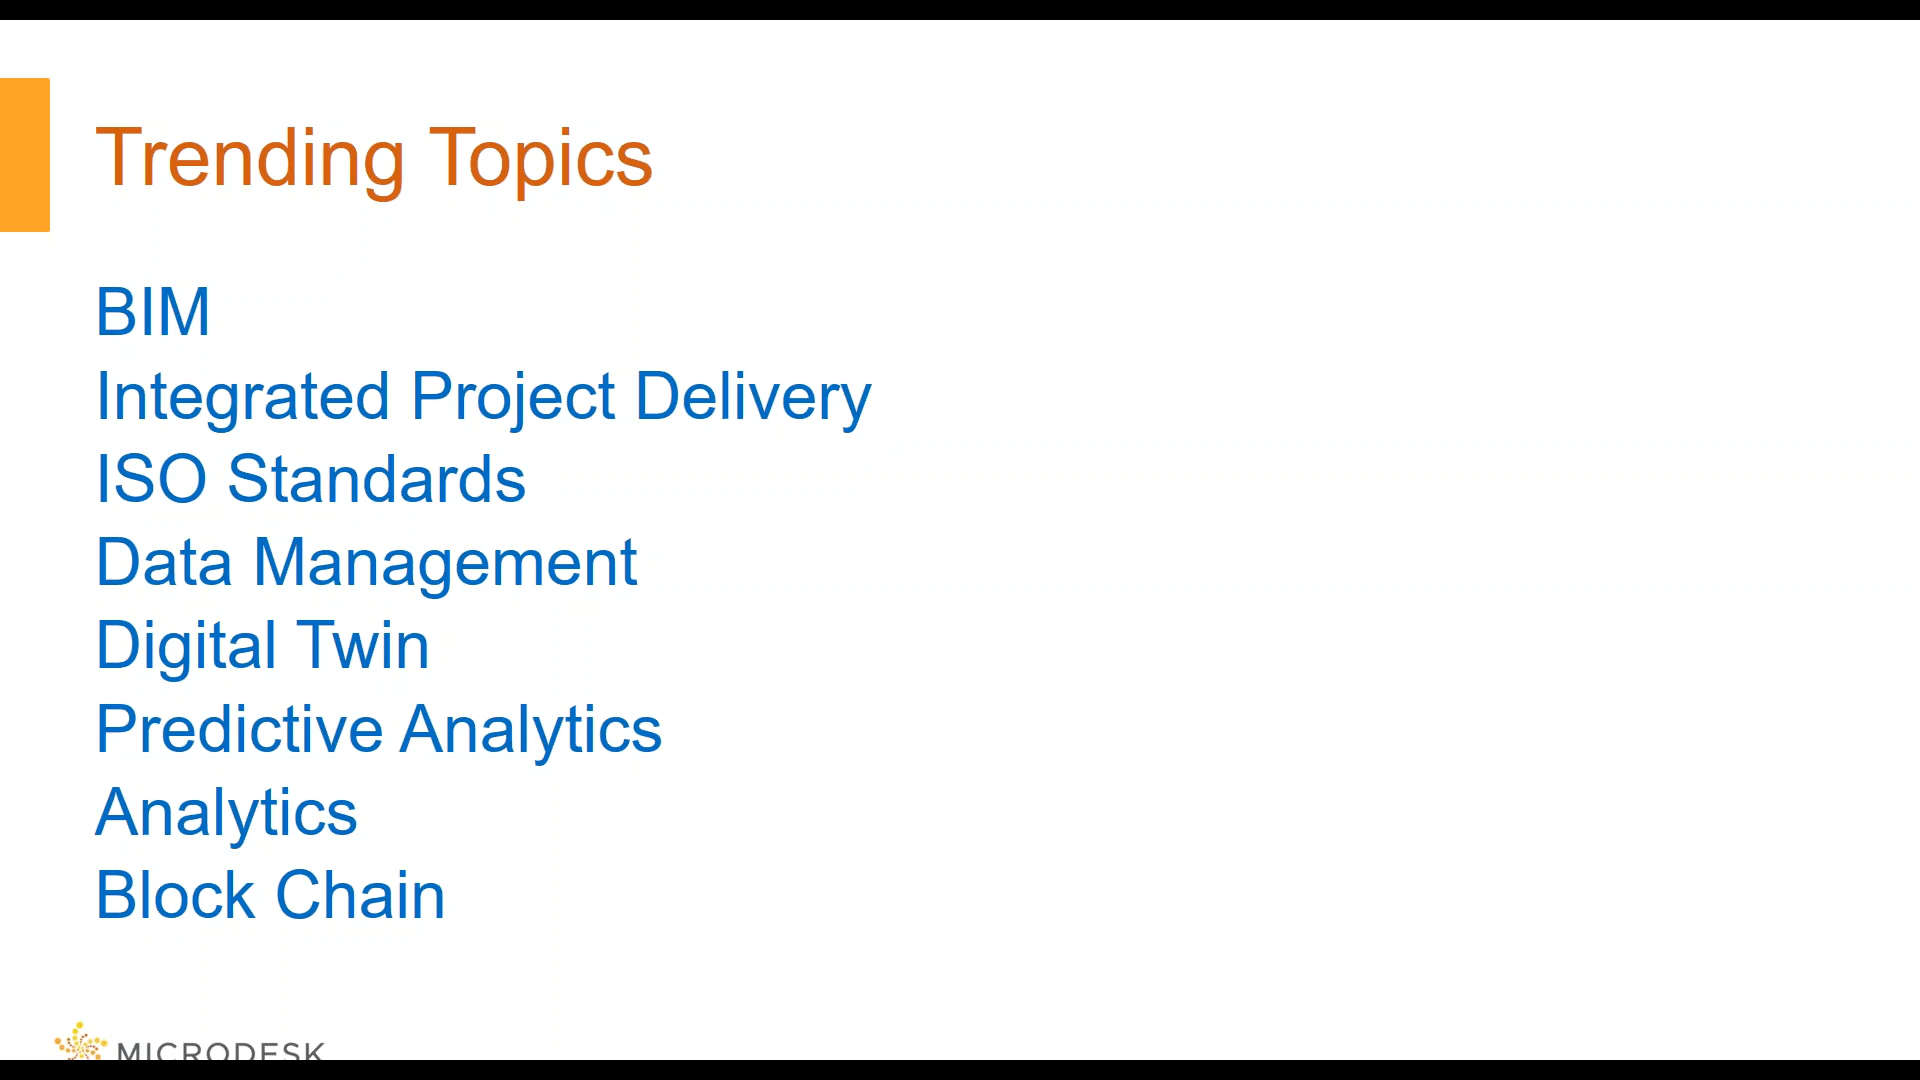 Trending Topics
BIM
Integrated Project Delivery
ISO Standards
Data Management
Digital Twin
Predictive Analytics
Analytics
Block Chain
MICRODESK